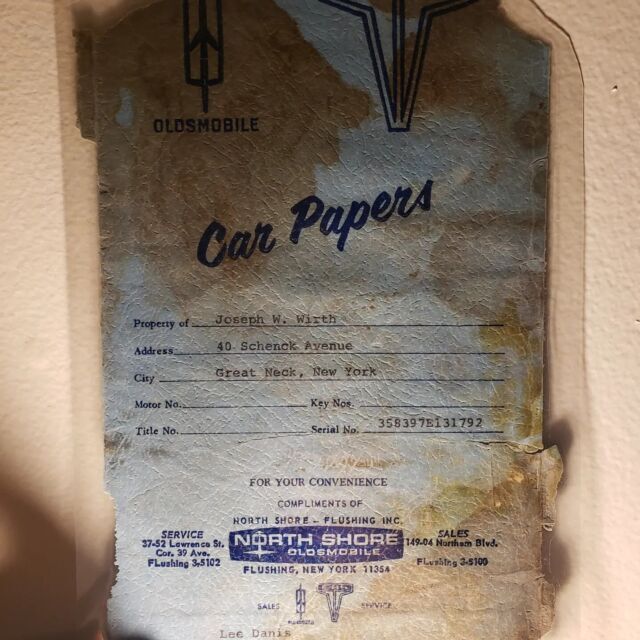 OLDSMOBILE
Car Papers
Property of Joseph W. Wirth
Address 40 Schenck Avenue
City Great Neck, New York
Motor No. Key Nos.
Title No. Serial No. 358397E131792
FOR YOUR CONVENIENCE
COMPLIMENTS OF
NORTH SHORE - FLUSHING INC.
SERVICE
37-52 Lawrence St.
Cor. 39 Ave.
FLushing 3-5102
NORTH SHORE
OLDSMOBILE
FLUSHING, NEW YORK 11354
SALES
149-04 Northern Blvd.
FLushing 3-5100
SALES SERVICE
Lee Danis